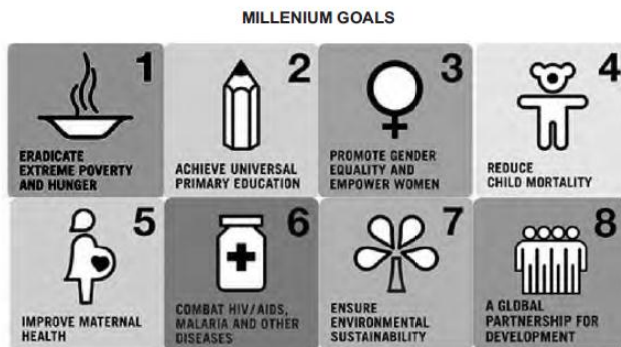 MILLENIUM GOALS
1
ERADICATE
EXTREME POVERTY
AND HUNGER
2
ACHIEVE UNIVERSAL
PRIMARY EDUCATION
3
PROMOTE GENDER
EQUALITY AND
EMPOWER WOMEN
4
REDUCE
CHILD MORTALITY
5
IMPROVE MATERNAL
HEALTH
6
COMBAT HIV/AIDS,
MALARIA AND OTHER
DISEASES
7
ENSURE
ENVIRONMENTAL
SUSTAINABILITY
8
A GLOBAL
PARTNERSHIP FOR
DEVELOPMENT